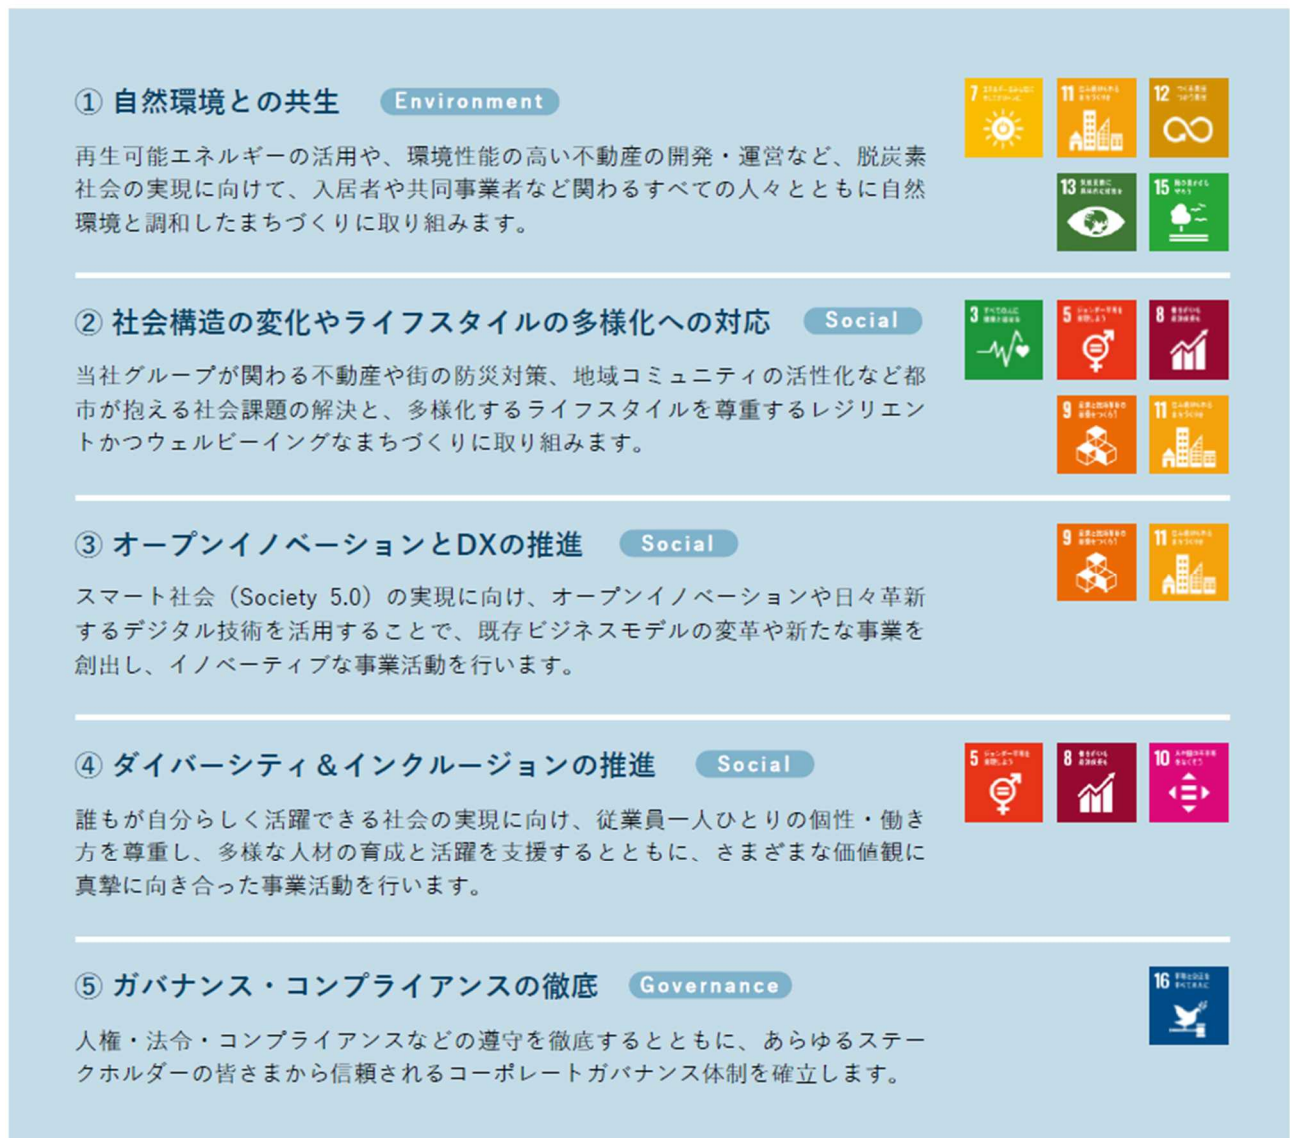 ① 自然環境との共生 Environment
再生可能エネルギーの活用や、環境性能の高い不動産の開発・運営など、脱炭素
社会の実現に向けて、入居者や共同事業者など関わるすべての人々とともに自然
環境と調和したまちづくりに取り組みます。
7
11
12
13
15
② 社会構造の変化やライフスタイルの多様化への対応 Social
当社グループが関わる不動産や街の防災対策、地域コミュニティの活性化など都
市が抱える社会課題の解決と、多様化するライフスタイルを尊重するレジリエン
トかつウェルビーイングなまちづくりに取り組みます。
3
5
8
9
11
③ オープンイノベーションとDXの推進 Social
スマート社会（Society 5.0）の実現に向け、オープンイノベーションや日々革新
するデジタル技術を活用することで、既存ビジネスモデルの変革や新たな事業を
創出し、イノベーティブな事業活動を行います。
9
11
④ ダイバーシティ＆インクルージョンの推進 Social
誰もが自分らしく活躍できる社会の実現に向け、従業員一人ひとりの個性・働き
方を尊重し、多様な人材の育成と活躍を支援するとともに、さまざまな価値観に
真摯に向き合った事業活動を行います。
5
8
10
⑤ ガバナンス・コンプライアンスの徹底 Governance
人権・法令・コンプライアンスなどの遵守を徹底するとともに、あらゆるステー
クホルダーの皆さまから信頼されるコーポレートガバナンス体制を確立します。
16